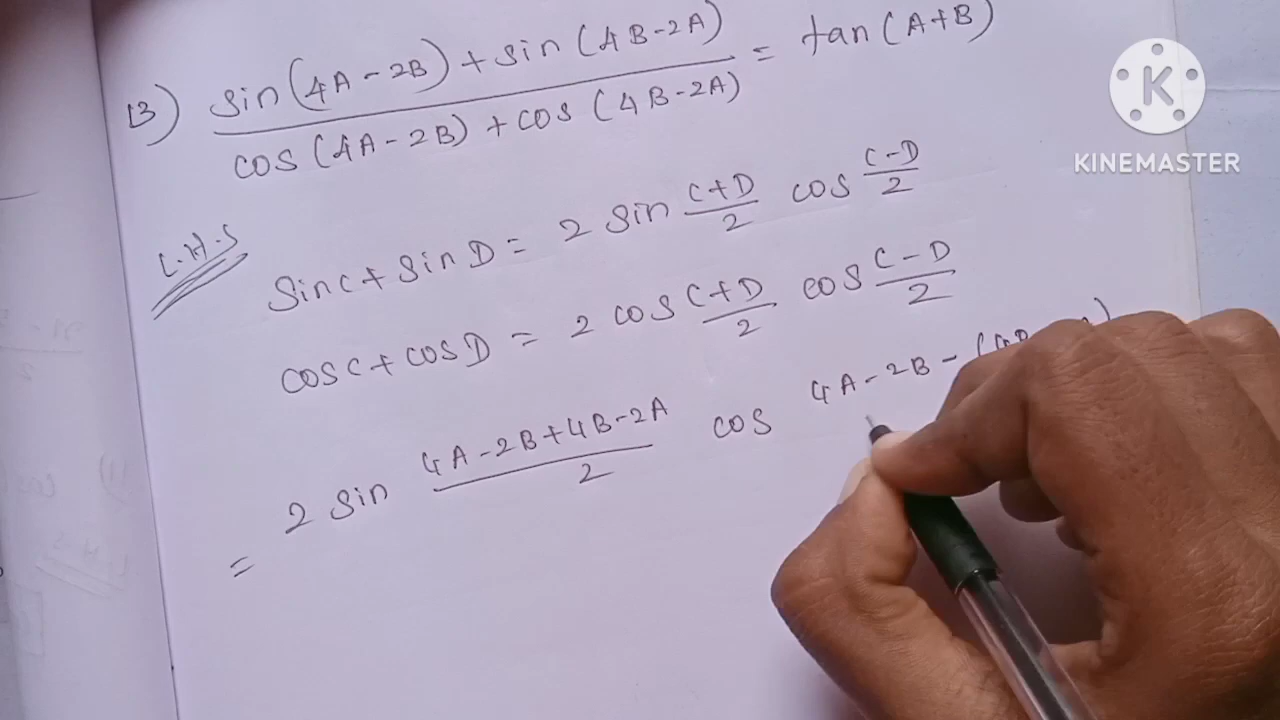 13) sin(4A-2B)+sin(4B-2A) = tan(A+B)
cos(4A-2B)+cos(4B-2A)
KINEMASTER
L.H.S
sinC+sinD = 2 sin C+D/2 cos C-D/2
cosC+cosD = 2 cos C+D/2 cos C-D/2
= 2 sin 4A-2B+4B-2A/2 cos 4A-2B-(